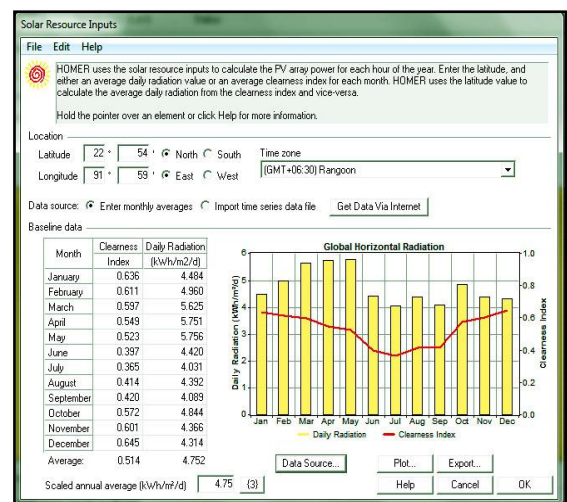 Solar Resource Inputs
File Edit Help
HOMER uses the solar resource inputs to calculate the PV array power for each hour of the year. Enter the latitude, and
either an average daily radiation value or an average clearness index for each month. HOMER uses the latitude value to
calculate the average daily radiation from the clearness index and vice-versa.
Hold the pointer over an element or click Help for more information.
Location
Latitude 22 ° 54 ' North South Time zone
Longitude 91 ° 59 ' East West (GMT+06:30) Rangoon
Data source: Enter monthly averages Import time series data file Get Data Via Internet
Baseline data
Month Clearness Index Daily Radiation (kWh/m2/d)
January 0.636 4.484
February 0.611 4.960
March 0.597 5.625
April 0.549 5.751
May 0.523 5.756
June 0.397 4.420
July 0.365 4.031
August 0.414 4.392
September 0.420 4.089
October 0.572 4.844
November 0.601 4.366
December 0.645 4.314
Average: 0.514 4.752
Scaled annual average (kWh/m²/d) 4.75 {3}
Global Horizontal Radiation
Daily Radiation (kWh/m²/d)
6
5
4
3
2
1
0
Clearness Index
1.0
0.8
0.6
0.4
0.2
0.0
Jan Feb Mar Apr May Jun Jul Aug Sep Oct Nov Dec
Daily Radiation Clearness Index
Data Source... Plot... Export...
Help Cancel OK